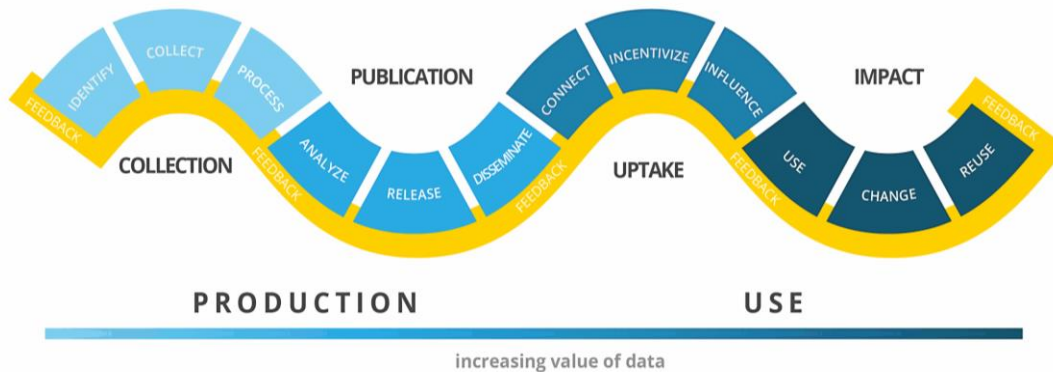 IDENTIFY
COLLECT
PROCESS
FEEDBACK
COLLECTION
PUBLICATION
ANALYZE
RELEASE
DISSEMINATE
FEEDBACK
FEEDBACK
CONNECT
INCENTIVIZE
INFLUENCE
UPTAKE
IMPACT
USE
CHANGE
REUSE
FEEDBACK
FEEDBACK
PRODUCTION
USE
increasing value of data